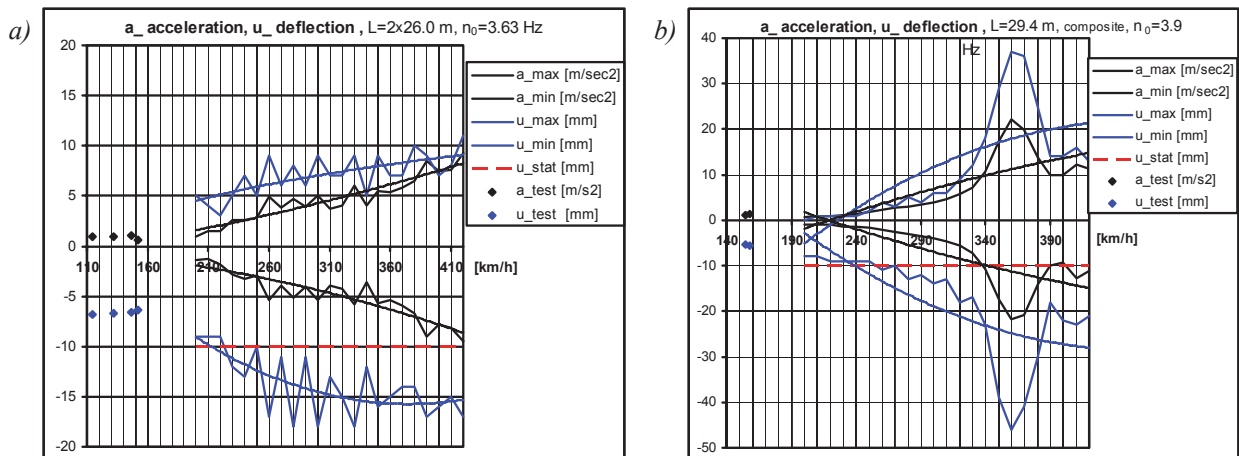 a)
a_ acceleration, u_ deflection , L=2x26.0 m, n0=3.63 Hz
20
15
10
5
0
-5
-10
-15
-20
110 160 210 260 310 360 410 [km/h]
a_max [m/sec2]
a_min [m/sec2]
u_max [mm]
u_min [mm]
u_stat [mm]
a_test [m/s2]
u_test [mm]
b)
a_ acceleration, u_ deflection , L=29.4 m, composite, n 0=3.9
Hz
40
30
20
10
0
-10
-20
-30
-40
-50
140 190 240 290 340 390 [km/h]
a_max [m/sec2]
a_min [m/sec2]
u_max [mm]
u_min [mm]
u_stat [mm]
a_test [m/s2]
u_test [mm]